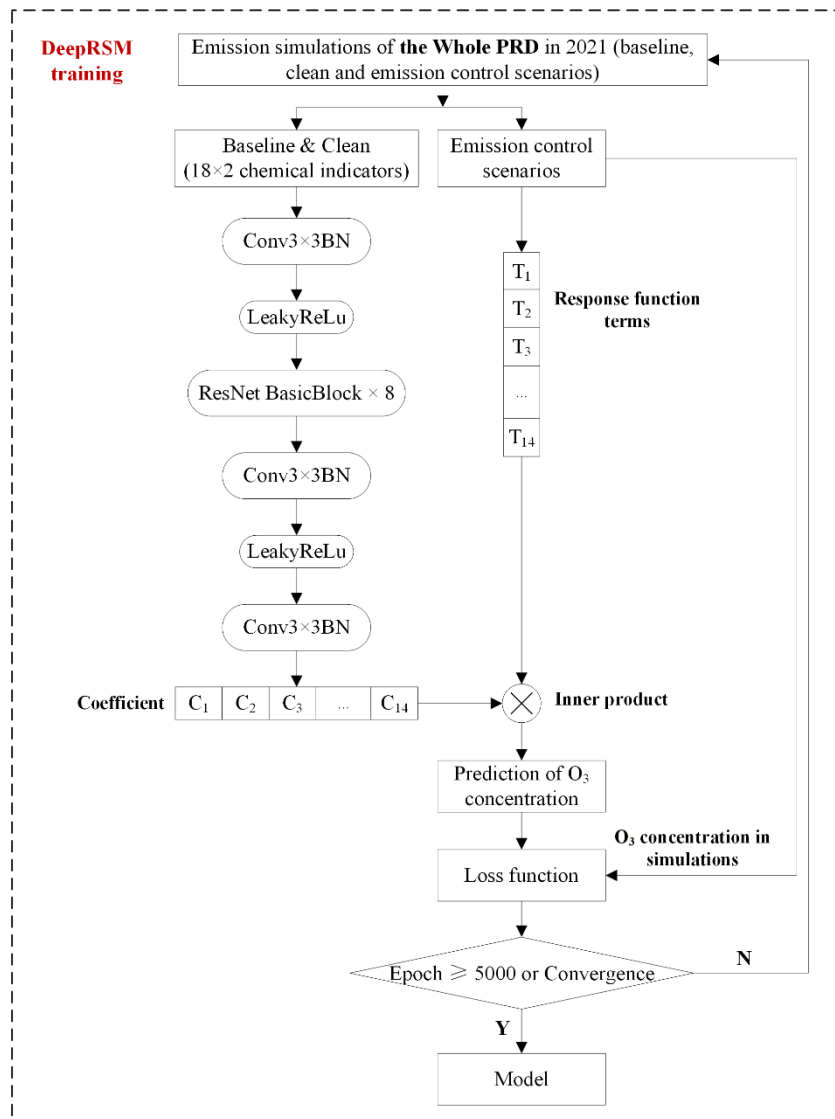 DeepRSM
training
Emission simulations of the Whole PRD in 2021 (baseline,
clean and emission control scenarios)
Baseline & Clean
(18×2 chemical indicators)
Emission control
scenarios
Conv3×3BN
LeakyReLu
ResNet BasicBlock × 8
Conv3×3BN
LeakyReLu
Conv3×3BN
T₁
T₂
T₃
...
T₁₄
Response function
terms
Coefficient
C₁ C₂ C₃ ... C₁₄
Inner product
Prediction of O₃
concentration
O₃ concentration in
simulations
Loss function
Epoch ≥ 5000 or Convergence
N
Y
Model